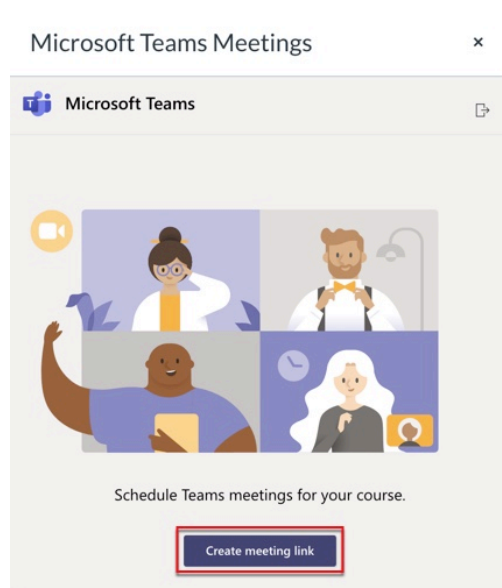 Microsoft Teams Meetings
×
Microsoft Teams
Schedule Teams meetings for your course.
Create meeting link